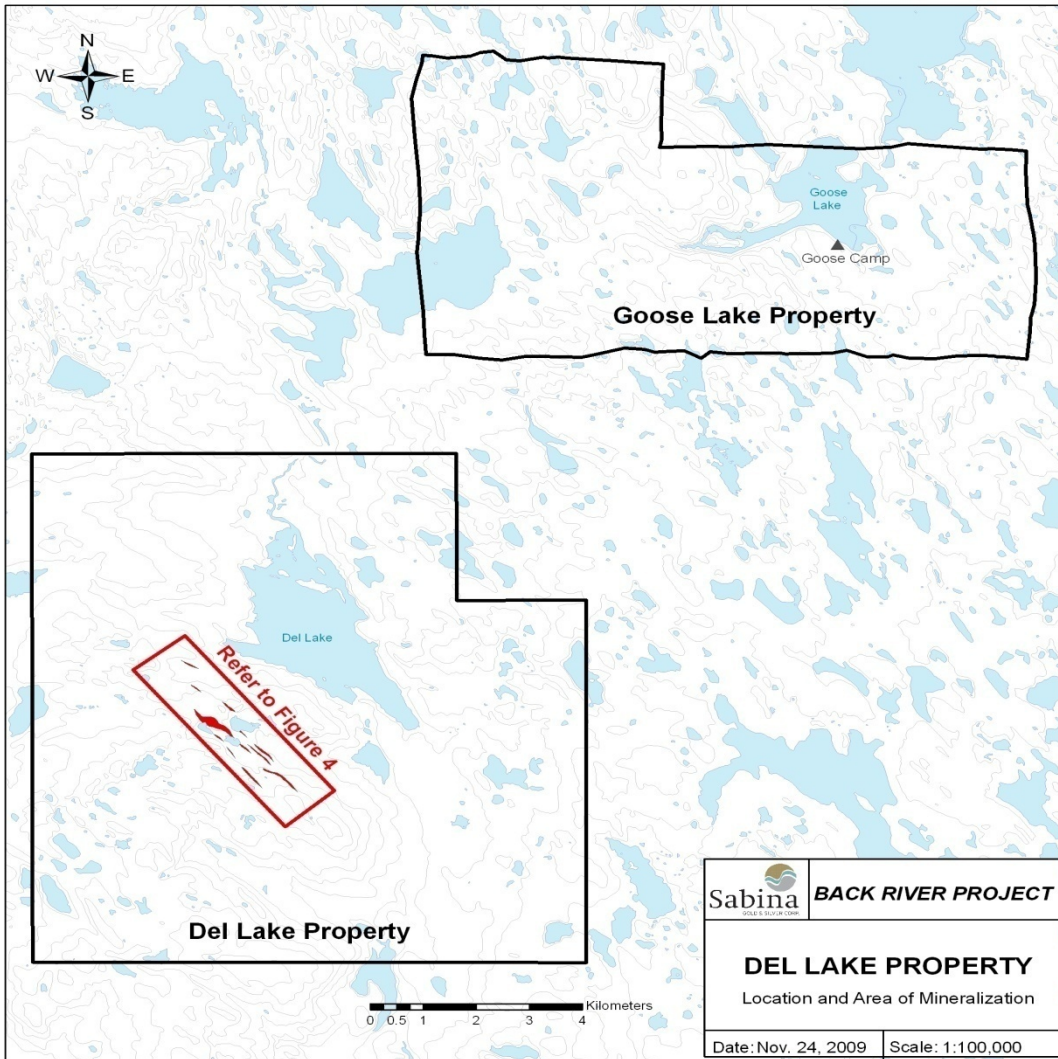 N
W E
S
Goose
Lake
Goose Camp
Goose Lake Property
Del Lake
Refer to Figure 4
Del Lake Property
Kilometers
0 0.5 1 2 3 4
Sabina
GOLD & SILVER CORP.
BACK RIVER PROJECT
DEL LAKE PROPERTY
Location and Area of Mineralization
Date: Nov. 24, 2009
Scale: 1:100,000